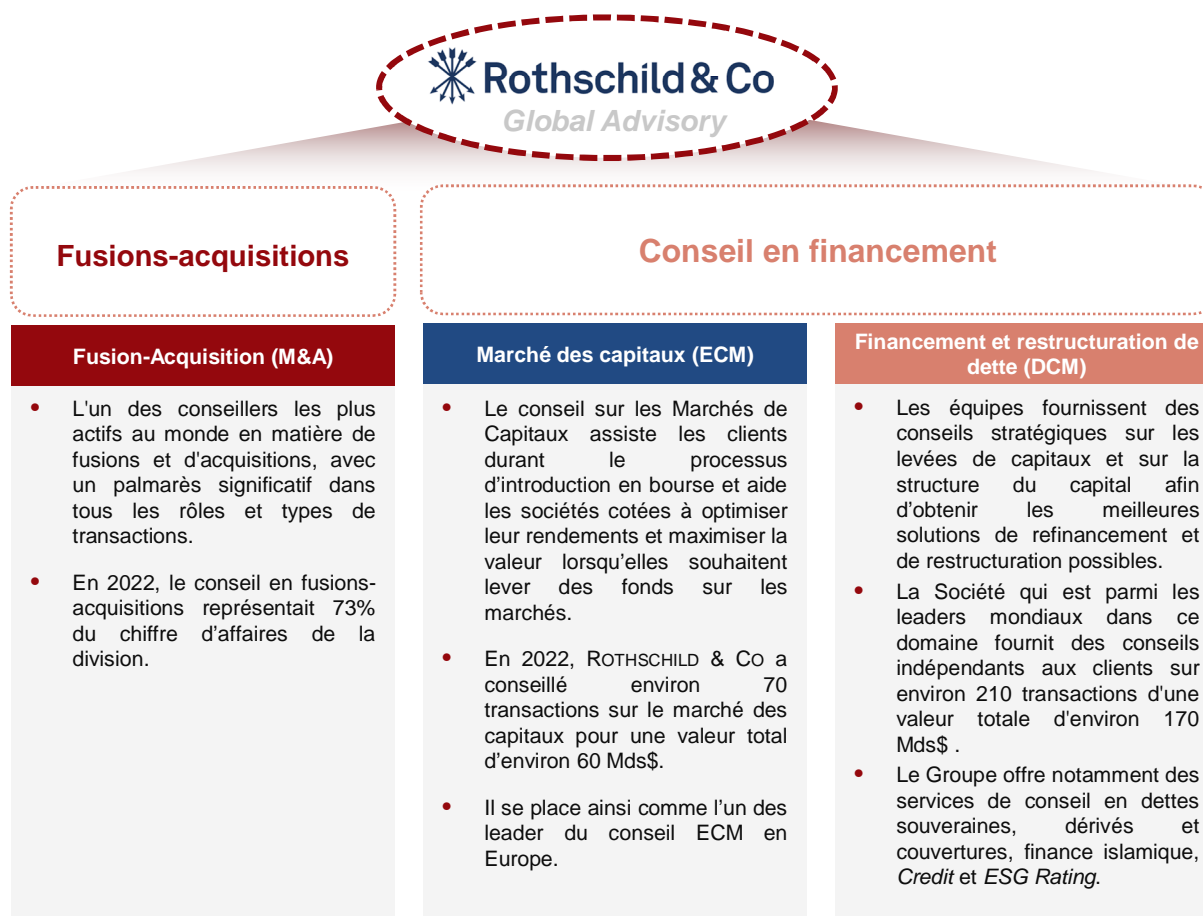 Rothschild & Co
Global Advisory
Fusions-acquisitions
Conseil en financement
Fusion-Acquisition (M&A)
• L'un des conseillers les plus
actifs au monde en matière de
fusions et d'acquisitions, avec
un palmarès significatif dans
tous les rôles et types de
transactions.
• En 2022, le conseil en fusions-
acquisitions représentait 73%
du chiffre d’affaires de la
division.
Marché des capitaux (ECM)
• Le conseil sur les Marchés de
Capitaux assiste les clients
durant le processus
d’introduction en bourse et aide
les sociétés cotées à optimiser
leur rendements et maximiser la
valeur lorsqu’elles souhaitent
lever des fonds sur les
marchés.
• En 2022, ROTHSCHILD & CO a
conseillé environ 70
transactions sur le marché des
capitaux pour une valeur total
d’environ 60 Mds$.
• Il se place ainsi comme l’un des
leader du conseil ECM en
Europe.
Financement et restructuration de
dette (DCM)
• Les équipes fournissent des
conseils stratégiques sur les
levées de capitaux et sur la
structure du capital afin
d’obtenir les meilleures
solutions de refinancement et
de restructuration possibles.
• La Société qui est parmi les
leaders mondiaux dans ce
domaine fournit des conseils
indépendants aux clients sur
environ 210 transactions d'une
valeur totale d'environ 170
Mds$ .
• Le Groupe offre notamment des
services de conseil en dettes
souveraines, dérivés et
couvertures, finance islamique,
Credit et ESG Rating.